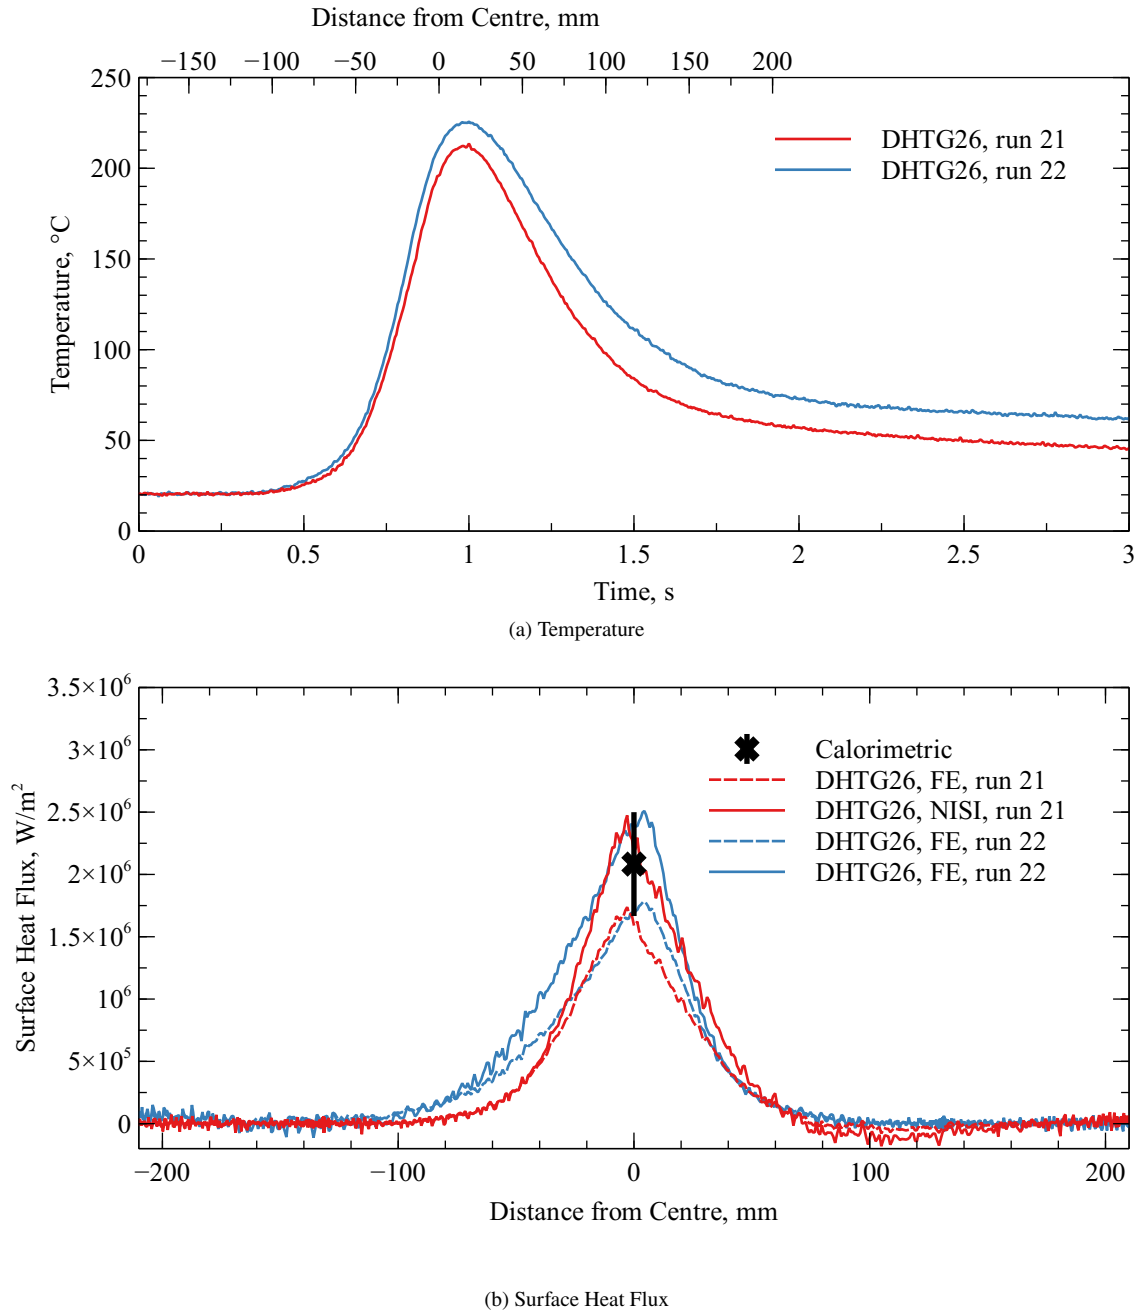 Distance from Centre, mm
−150 −100 −50 0 50 100 150 200
250
200
150
100
50
0
Temperature, °C
DHTG26, run 21
DHTG26, run 22
0 0.5 1 1.5 2 2.5 3
Time, s
(a) Temperature
3.5×10⁶
3×10⁶
2.5×10⁶
2×10⁶
1.5×10⁶
10⁶
5×10⁵
0
Surface Heat Flux, W/m²
Calorimetric
DHTG26, FE, run 21
DHTG26, NISI, run 21
DHTG26, FE, run 22
DHTG26, FE, run 22
−200 −100 0 100 200
Distance from Centre, mm
(b) Surface Heat Flux